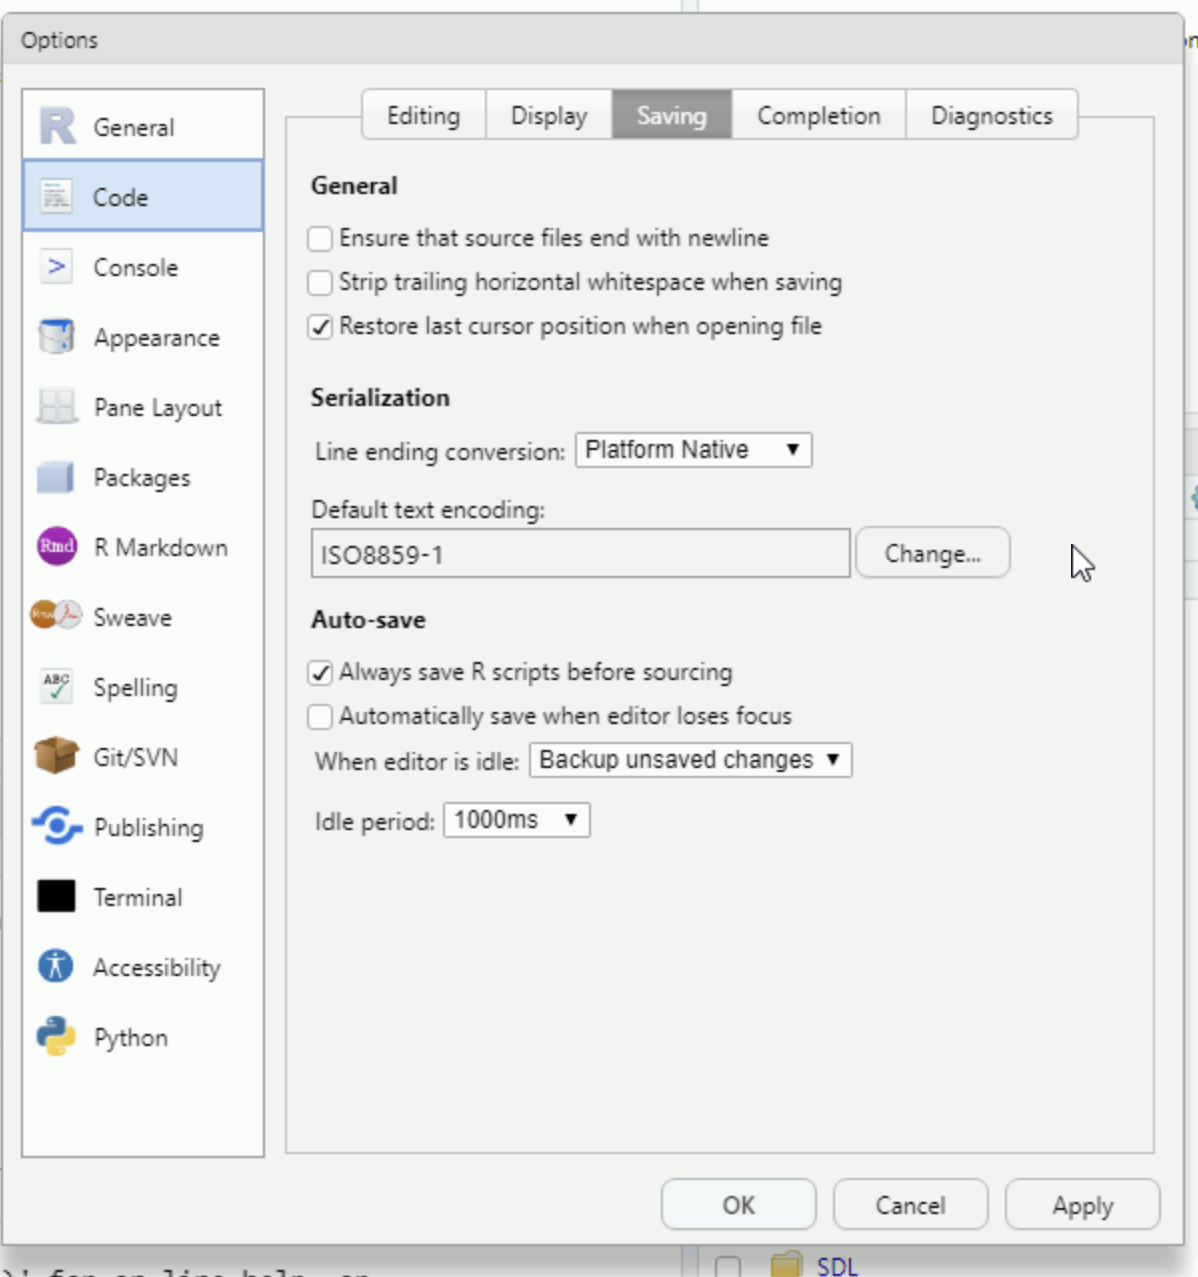 Options
General
Code
Console
Appearance
Pane Layout
Packages
Rmd R Markdown
Sweave
ABC Spelling
Git/SVN
Publishing
Terminal
Accessibility
Python
Editing Display Saving Completion Diagnostics
General
Ensure that source files end with newline
Strip trailing horizontal whitespace when saving
Restore last cursor position when opening file
Serialization
Line ending conversion: Platform Native
Default text encoding:
ISO8859-1 Change...
Auto-save
Always save R scripts before sourcing
Automatically save when editor loses focus
When editor is idle: Backup unsaved changes
Idle period: 1000ms
OK Cancel Apply
SDL